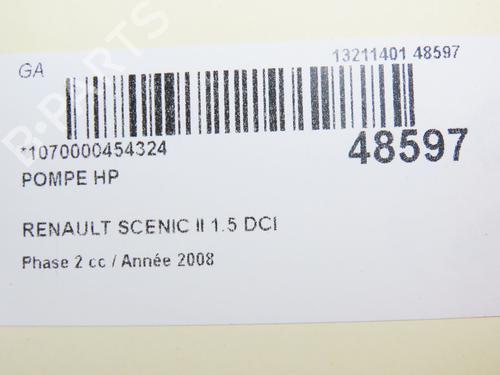 GA
13211401 48597
*1070000454324
48597
POMPE HP
RENAULT SCENIC II 1.5 DCI
Phase 2 cc / Année 2008
B-PARTS